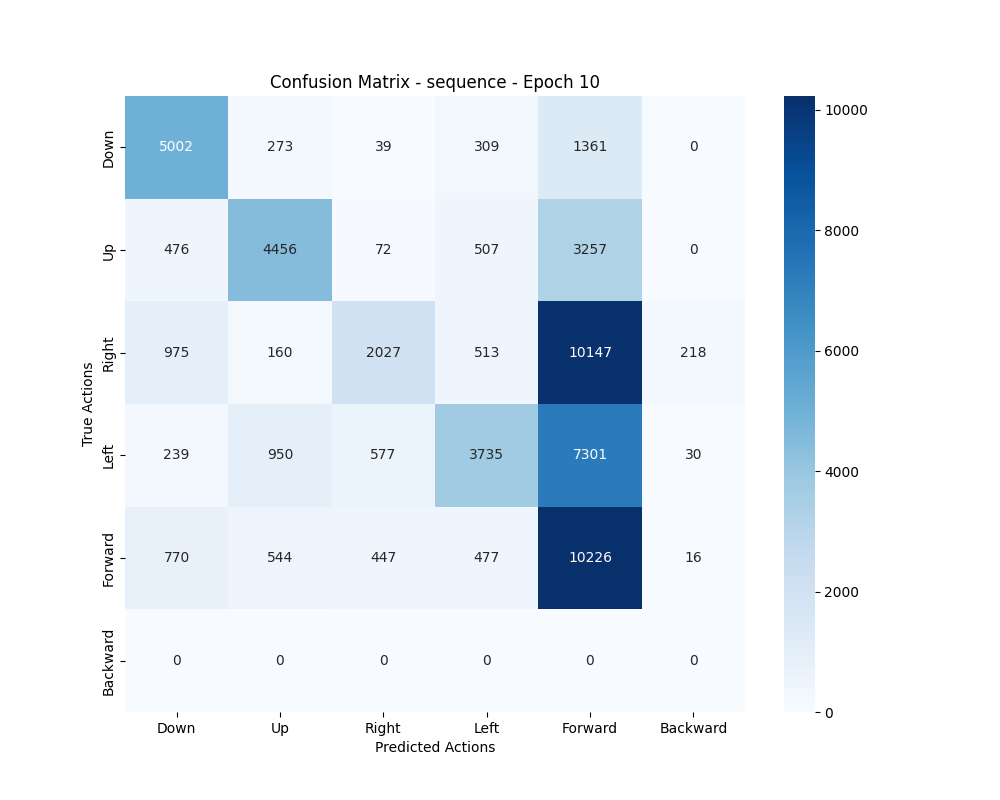 Confusion Matrix - sequence - Epoch 10
True Actions
Down 5002 273 39 309 1361 0
Up 476 4456 72 507 3257 0
Right 975 160 2027 513 10147 218
Left 239 950 577 3735 7301 30
Forward 770 544 447 477 10226 16
Backward 0 0 0 0 0 0
Down Up Right Left Forward Backward
Predicted Actions
10000
8000
6000
4000
2000
0